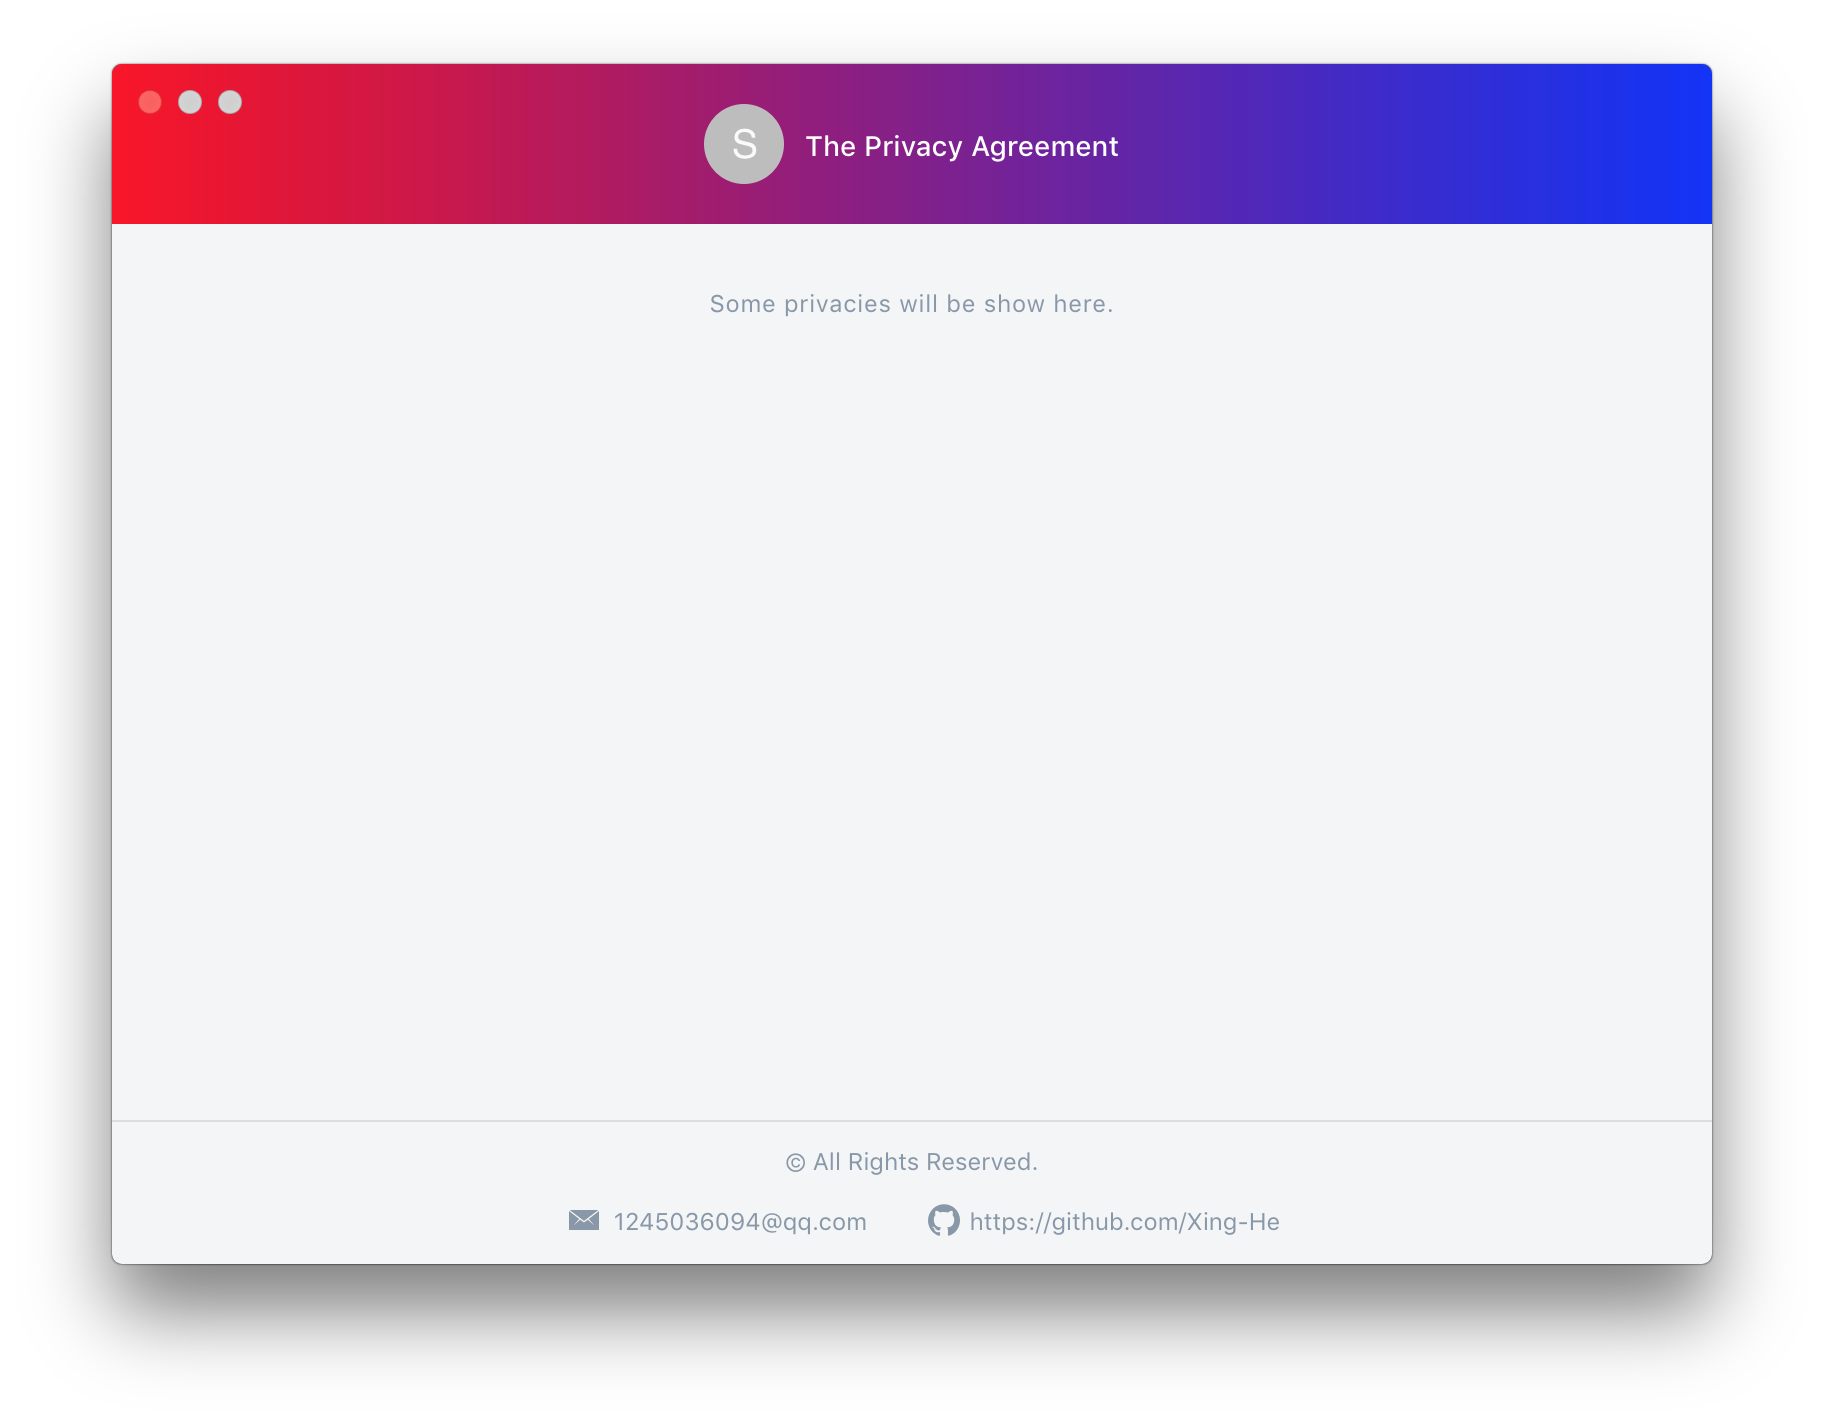 S
The Privacy Agreement
Some privacies will be show here.
© All Rights Reserved.
1245036094@qq.com
https://github.com/Xing-He